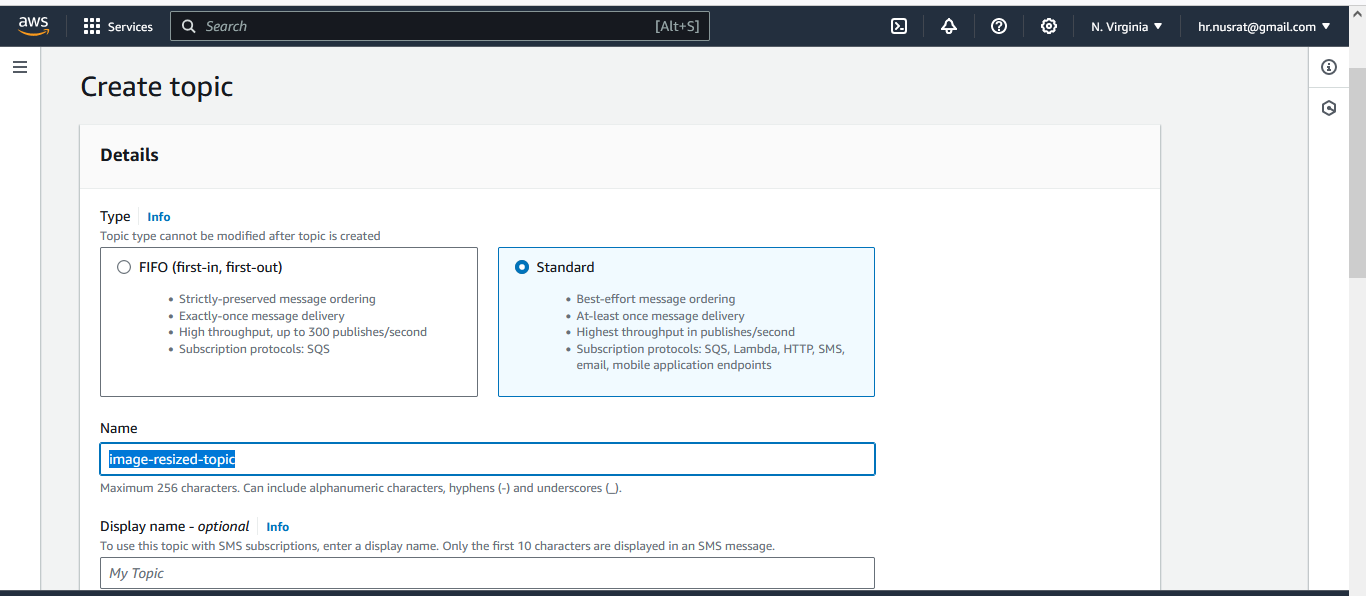 aws Services Search [Alt+S] N. Virginia hr.nusrat@gmail.com
Create topic
Details
Type Info
Topic type cannot be modified after topic is created
FIFO (first-in, first-out)
• Strictly-preserved message ordering
• Exactly-once message delivery
• High throughput, up to 300 publishes/second
• Subscription protocols: SQS
Standard
• Best-effort message ordering
• At-least once message delivery
• Highest throughput in publishes/second
• Subscription protocols: SQS, Lambda, HTTP, SMS,
email, mobile application endpoints
Name
image-resized-topic
Maximum 256 characters. Can include alphanumeric characters, hyphens (-) and underscores (_).
Display name - optional Info
To use this topic with SMS subscriptions, enter a display name. Only the first 10 characters are displayed in an SMS message.
My Topic